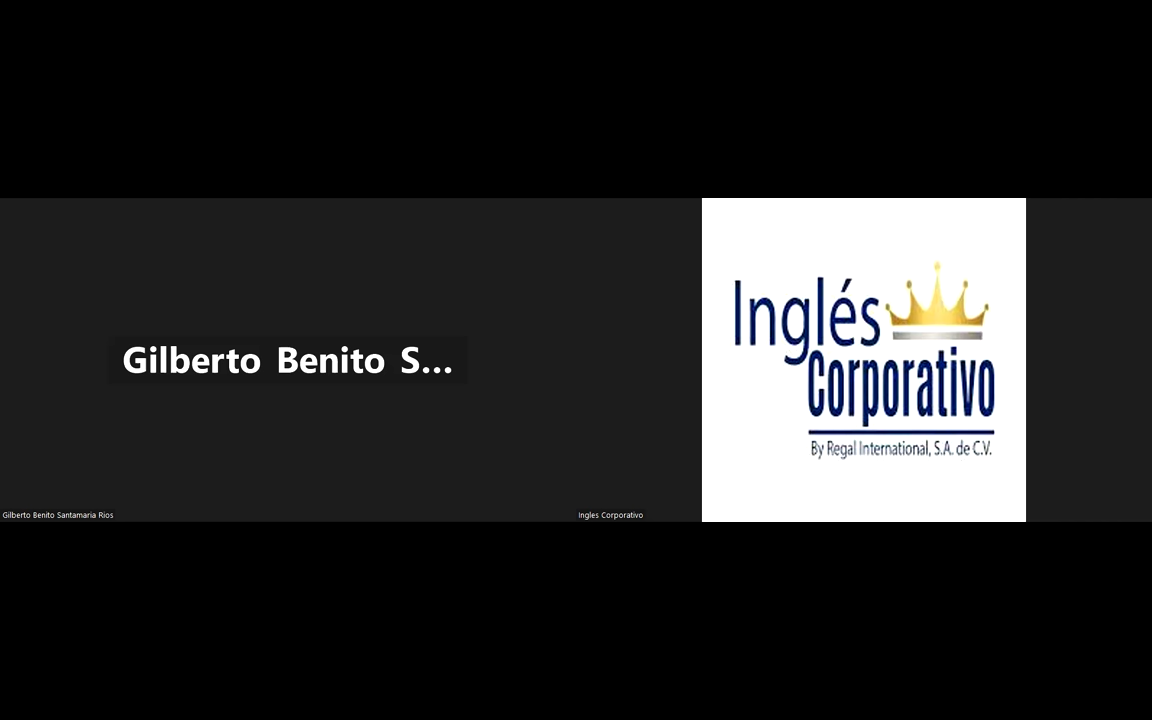 Gilberto Benito S...
Gilberto Benito Santamaria Rios
Inglés
Corporativo
By Regal International, S.A. de C.V.
Ingles Corporativo